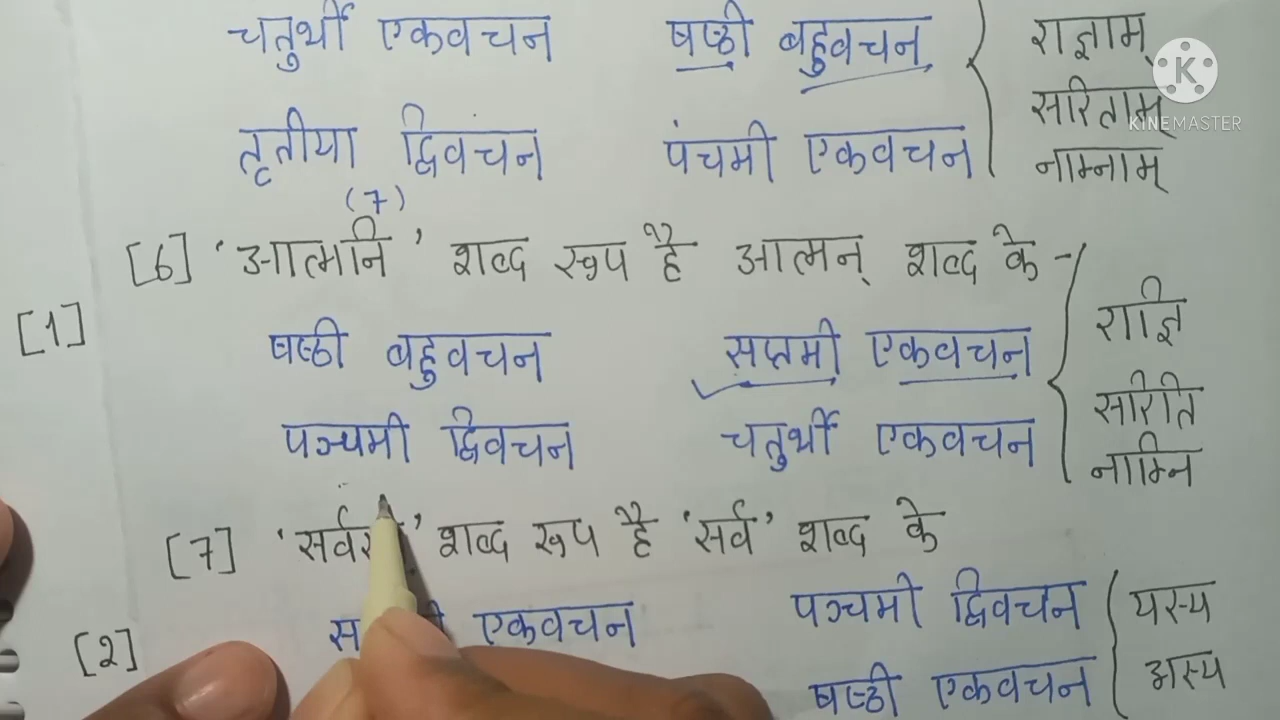 चतुर्थी एकवचन षष्ठी बहुवचन राज्ञाम्
सरिताम्
KINEMASTER
तृतीया द्विवचन पंचमी एकवचन नाम्नाम्
(7)
[6] 'आत्मनि' शब्द रूप है आत्मन् शब्द के -
[1] राज्ञि
षष्ठी बहुवचन सप्तमी एकवचन
सरिति
पञ्चमी द्विवचन चतुर्थी एकवचन
नाम्नि
[7] ' शब्द रूप है 'सर्व' शब्द के
एकवचन पञ्चमी द्विवचन यस्य
[2] षष्ठी एकवचन अस्य